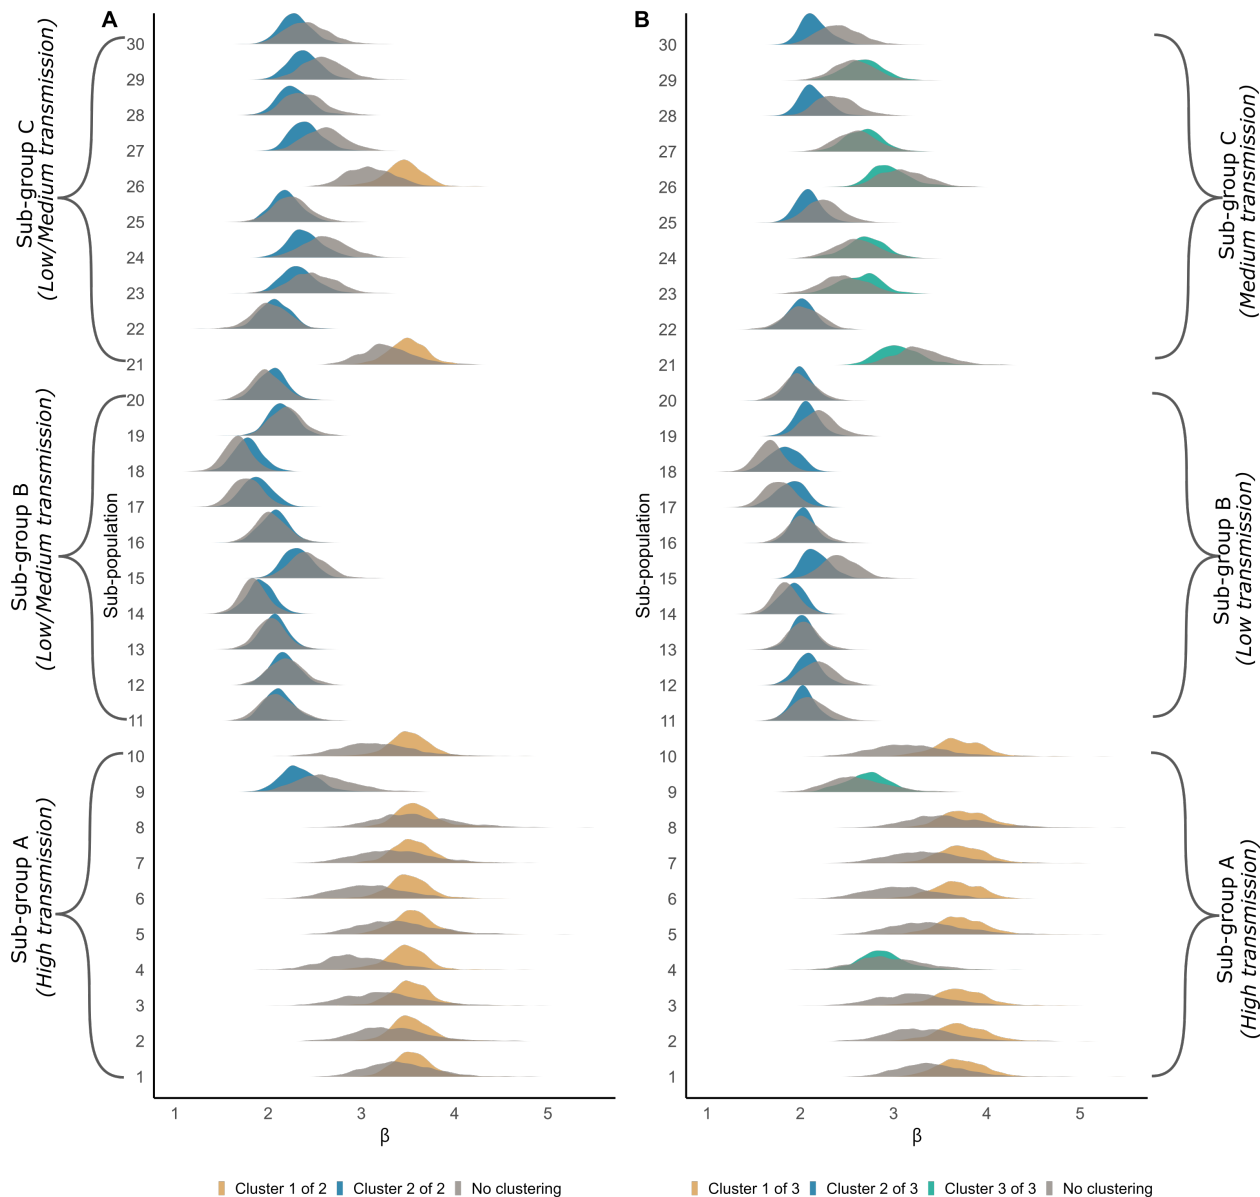 A
B
Sub-group C
(Low/Medium transmission)
Sub-group B
(Low/Medium transmission)
Sub-group A
(High transmission)
Sub-population
30
29
28
27
26
25
24
23
22
21
20
19
18
17
16
15
14
13
12
11
10
9
8
7
6
5
4
3
2
1
1 2 3 4 5
β
Cluster 1 of 2 Cluster 2 of 2 No clustering
Sub-population
30
29
28
27
26
25
24
23
22
21
20
19
18
17
16
15
14
13
12
11
10
9
8
7
6
5
4
3
2
1
1 2 3 4 5
β
Sub-group C
(Medium transmission)
Sub-group B
(Low transmission)
Sub-group A
(High transmission)
Cluster 1 of 3 Cluster 2 of 3 Cluster 3 of 3 No clustering